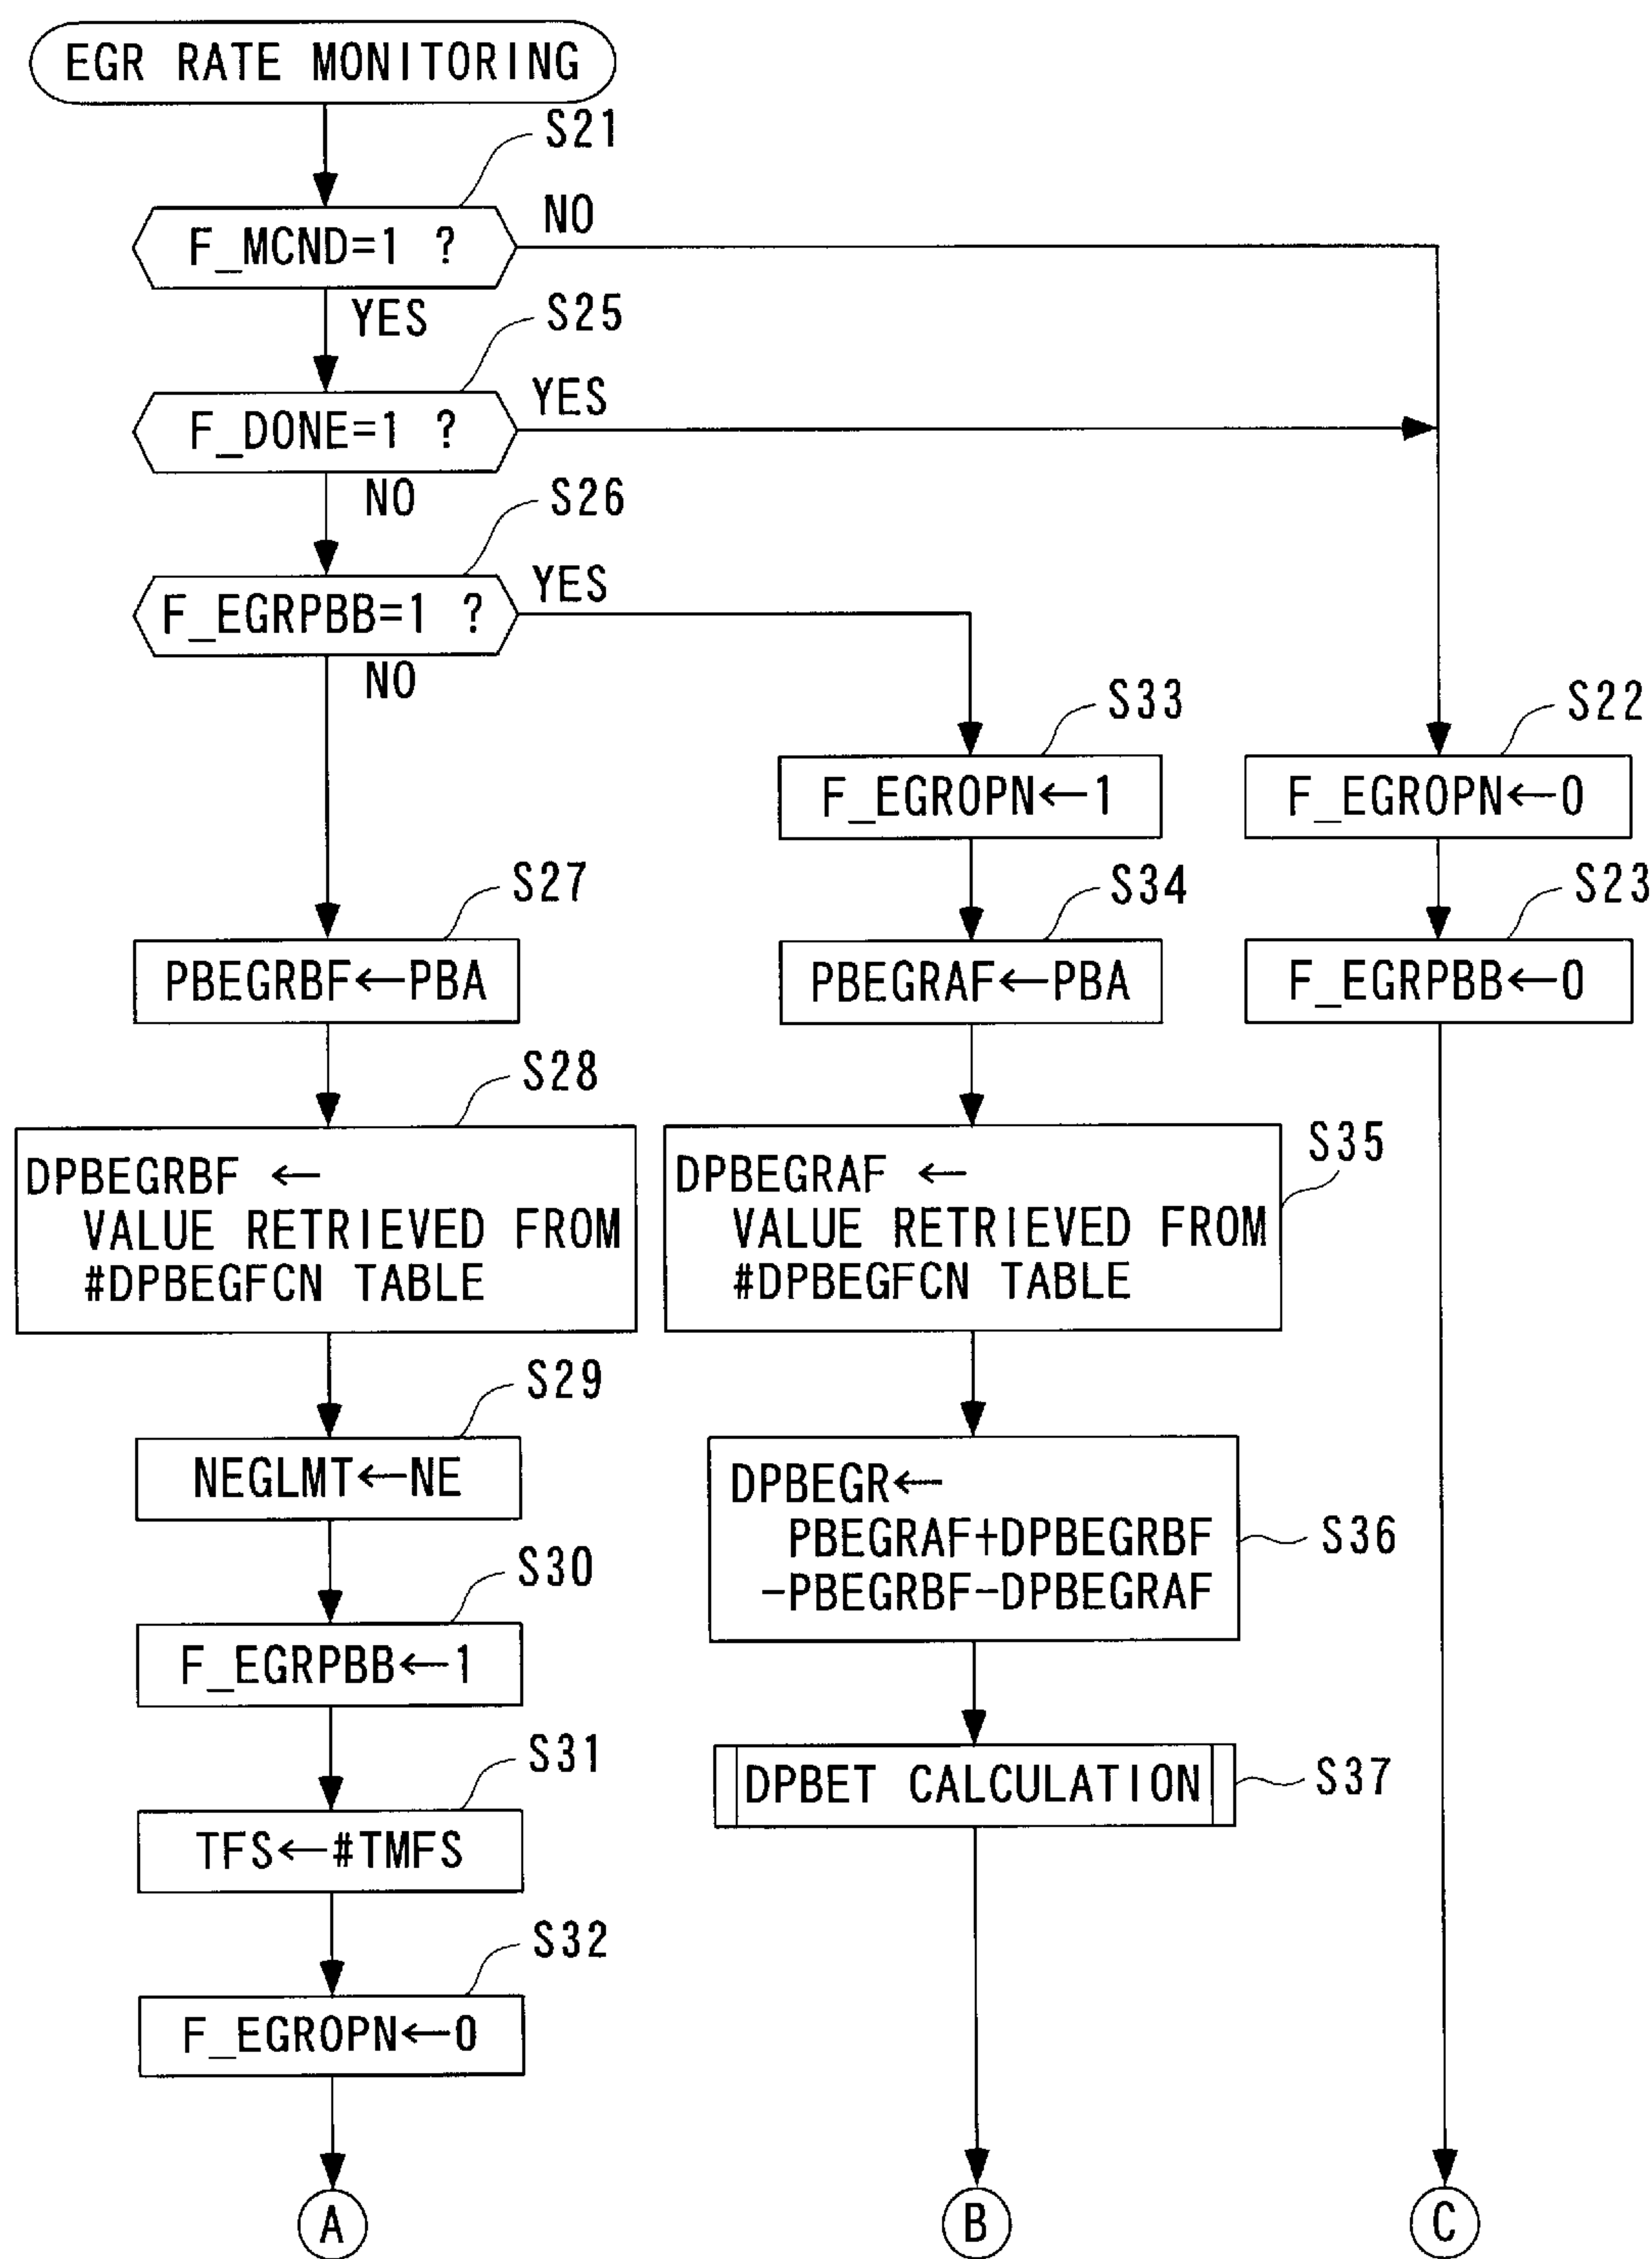 EGR RATE MONITORING
S21
F_MCND=1 ?
NO
YES
S25
F_DONE=1 ?
YES
NO
S26
F_EGRPBB=1 ?
YES
NO
S33
F_EGROPN←1
S22
F_EGROPN←0
S27
PBEGRBF←PBA
S34
PBEGRAF←PBA
S23
F_EGRPBB←0
S28
DPBEGRBF ←
VALUE RETRIEVED FROM
#DPBEGFCN TABLE
S35
DPBEGRAF ←
VALUE RETRIEVED FROM
#DPBEGFCN TABLE
S29
NEGLMT←NE
S36
DPBEGR←
PBEGRAF+DPBEGRBF
-PBEGRBF-DPBEGRAF
S30
F_EGRPBB←1
S31
TFS←#TMFS
S37
DPBET CALCULATION
S32
F_EGROPN←0
A
B
C